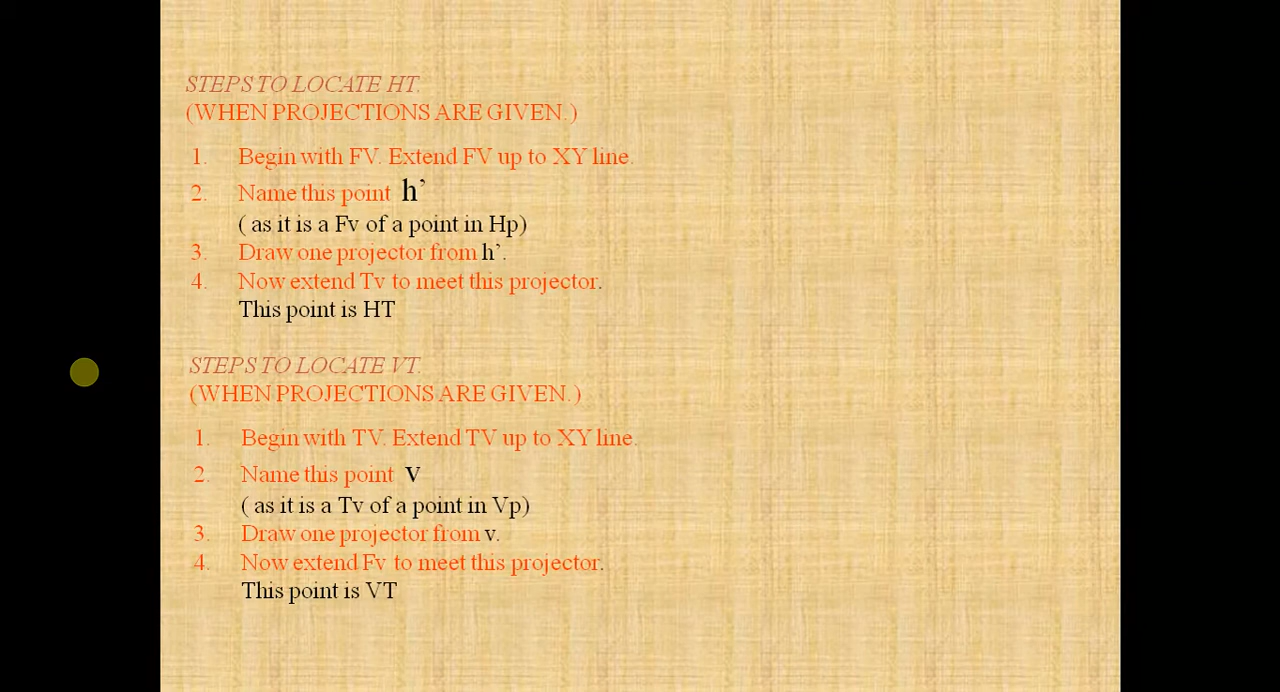 STEPS TO LOCATE HT.
(WHEN PROJECTIONS ARE GIVEN.)
1. Begin with FV. Extend FV up to XY line.
2. Name this point h’
( as it is a Fv of a point in Hp)
3. Draw one projector from h’.
4. Now extend Tv to meet this projector.
This point is HT
STEPS TO LOCATE VT.
(WHEN PROJECTIONS ARE GIVEN.)
1. Begin with TV. Extend TV up to XY line.
2. Name this point v
( as it is a Tv of a point in Vp)
3. Draw one projector from v.
4. Now extend Fv to meet this projector.
This point is VT